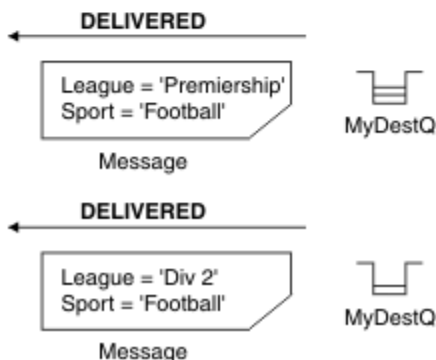 DELIVERED
League = 'Premiership'
Sport = 'Football'
MyDestQ
Message
DELIVERED
League = 'Div 2'
Sport = 'Football'
MyDestQ
Message